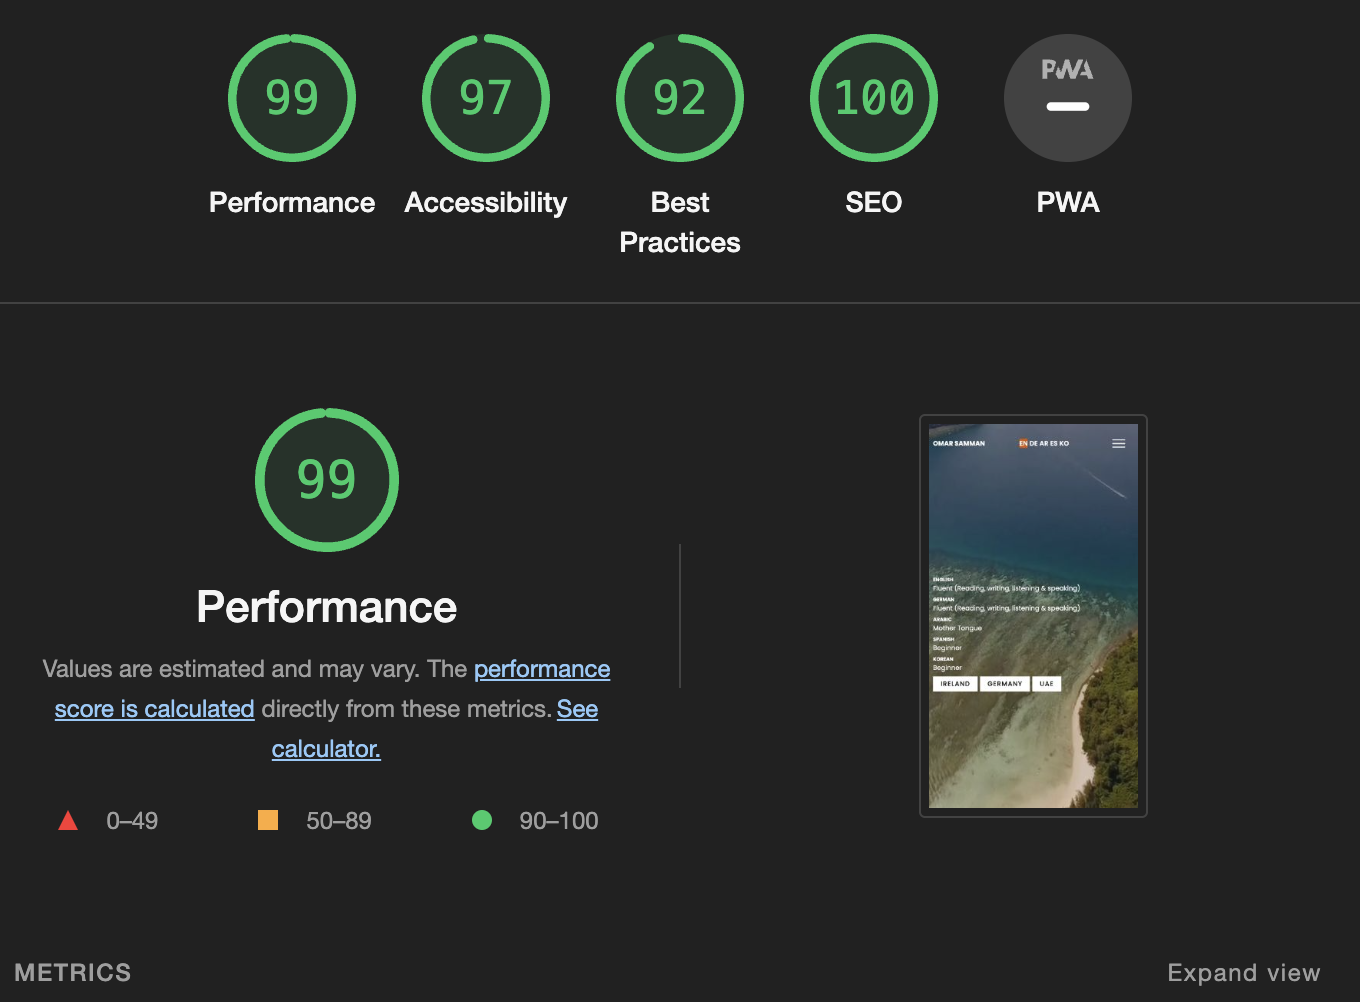 99
97
92
100
PWA
Performance
Accessibility
Best
Practices
SEO
PWA
99
Performance
Values are estimated and may vary. The performance
score is calculated directly from these metrics. See
calculator.
0–49
50–89
90–100
OMAR SAMMAN
EN DE AR ES KO
ENGLISH
Fluent (Reading, writing, listening & speaking)
GERMAN
Fluent (Reading, writing, listening & speaking)
ARABIC
Mother Tongue
SPANISH
Beginner
KOREAN
Beginner
IRELAND
GERMANY
UAE
METRICS
Expand view